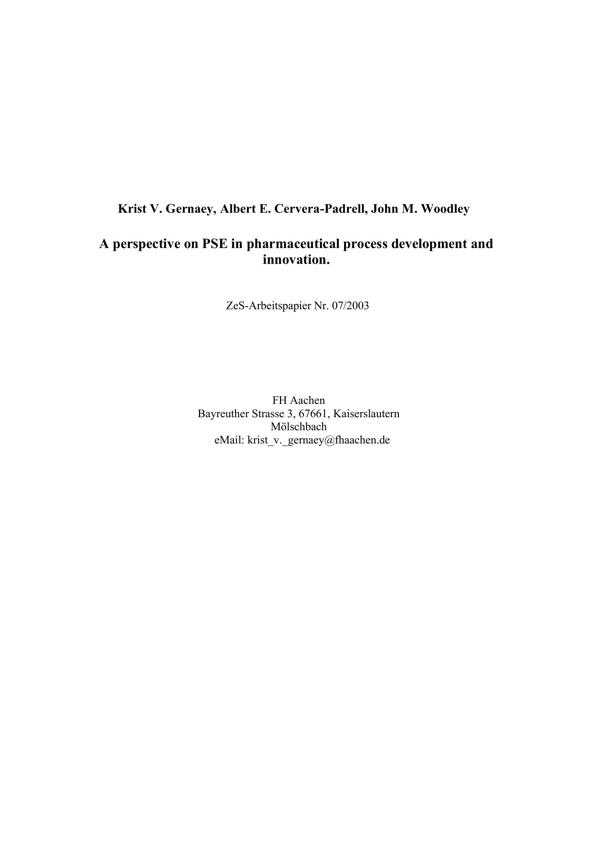 Krist V. Gernaey, Albert E. Cervera-Padrell, John M. Woodley
A perspective on PSE in pharmaceutical process development and
innovation.
ZeS-Arbeitspapier Nr. 07/2003
FH Aachen
Bayreuther Strasse 3, 67661, Kaiserslautern
Mölschbach
eMail: krist_v._gernaey@fhaachen.de